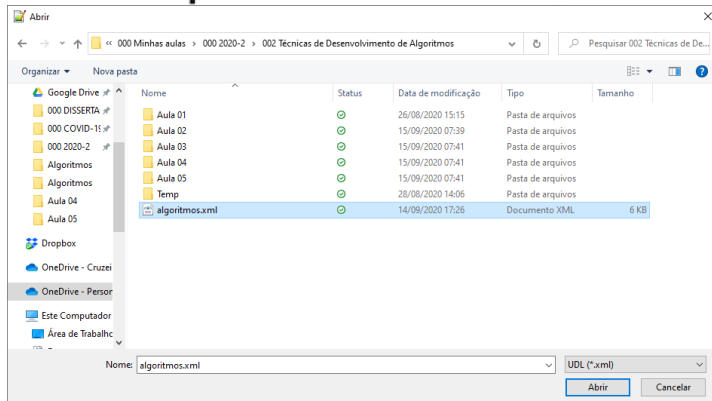 Abrir
« 000 Minhas aulas > 000 2020-2 > 002 Técnicas de Desenvolvimento de Algoritmos
Pesquisar 002 Técnicas de De...
Organizar
Nova pasta
Nome Status Data de modificação Tipo Tamanho
Google Drive
000 DISSERTA
000 COVID-19
000 2020-2
Algoritmos
Algoritmos
Aula 04
Aula 05
Dropbox
OneDrive - Cruzei
OneDrive - Person
Este Computador
Área de Trabalho
Aula 01 26/08/2020 15:15 Pasta de arquivos
Aula 02 15/09/2020 07:39 Pasta de arquivos
Aula 03 15/09/2020 07:41 Pasta de arquivos
Aula 04 15/09/2020 07:41 Pasta de arquivos
Aula 05 15/09/2020 07:41 Pasta de arquivos
Temp 28/08/2020 14:06 Pasta de arquivos
algoritmos.xml 14/09/2020 17:26 Documento XML 6 KB
Nome: algoritmos.xml
UDL (*.xml)
Abrir
Cancelar